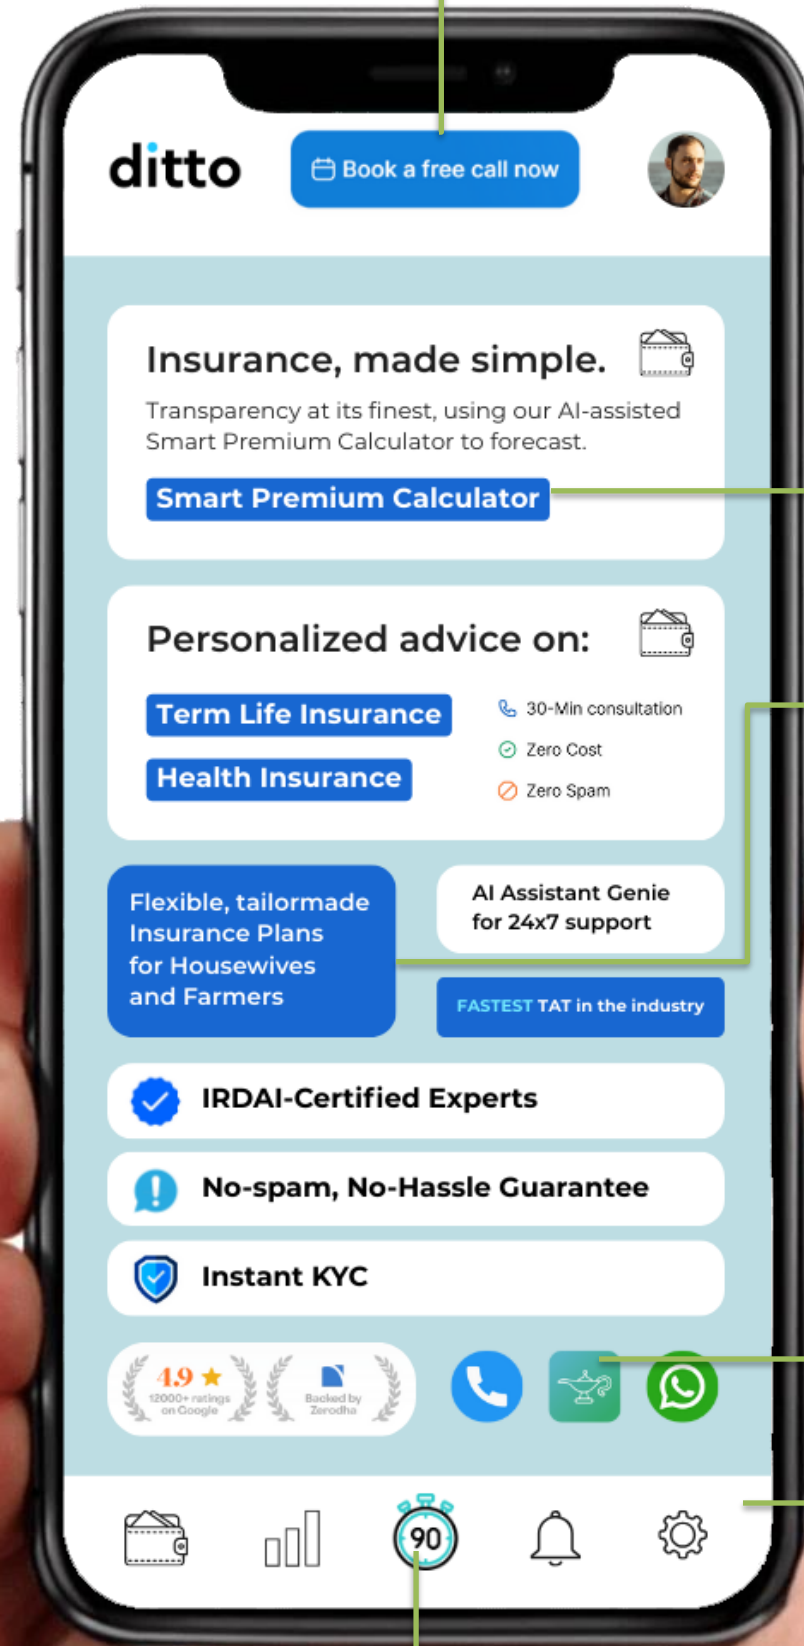 ditto
Book a free call now
Insurance, made simple.
Transparency at its finest, using our AI-assisted
Smart Premium Calculator to forecast.
Smart Premium Calculator
Personalized advice on:
Term Life Insurance
Health Insurance
30-Min consultation
Zero Cost
Zero Spam
Flexible, tailormade
Insurance Plans
for Housewives
and Farmers
AI Assistant Genie
for 24x7 support
FASTEST TAT in the industry
IRDAI-Certified Experts
No-spam, No-Hassle Guarantee
Instant KYC
4.9
12000+ ratings
on Google
Backed by
Zerodha
90